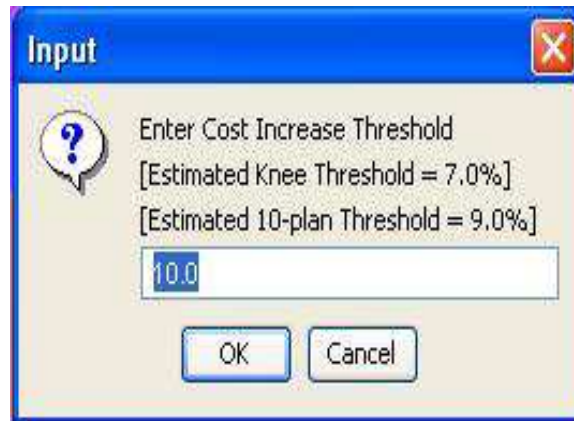 Input
?
Enter Cost Increase Threshold
[Estimated Knee Threshold = 7.0%]
[Estimated 10-plan Threshold = 9.0%]
10.0
OK Cancel